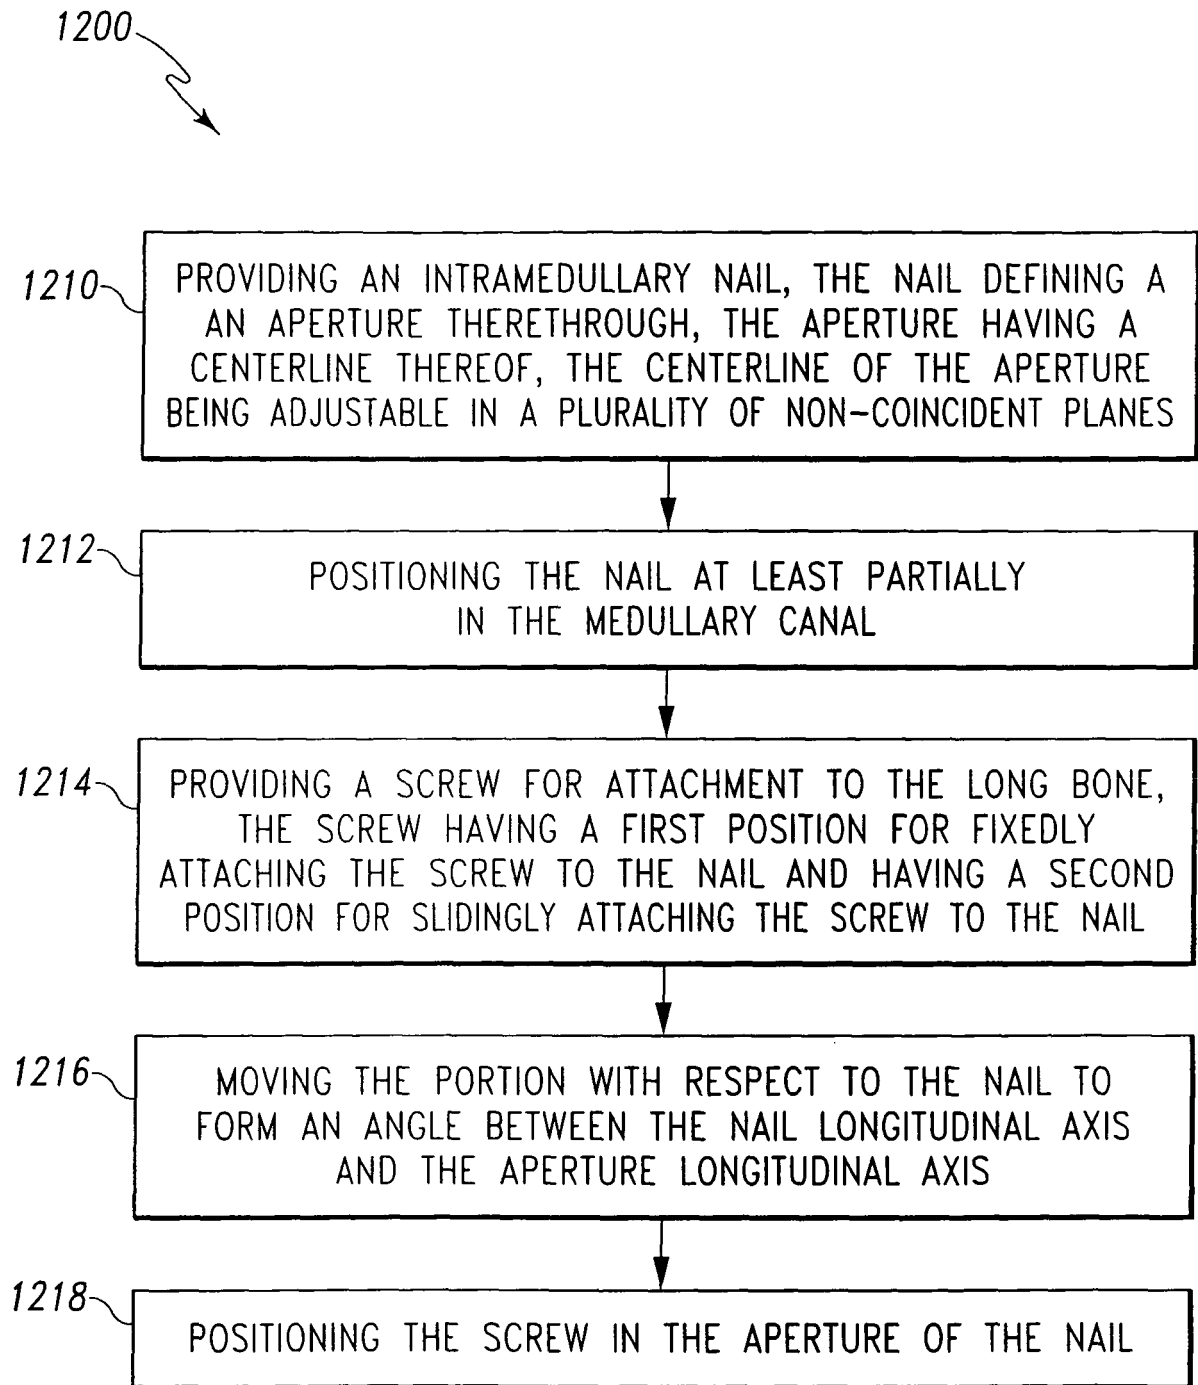 1200
1210
PROVIDING AN INTRAMEDULLARY NAIL, THE NAIL DEFINING A
AN APERTURE THERETHROUGH, THE APERTURE HAVING A
CENTERLINE THEREOF, THE CENTERLINE OF THE APERTURE
BEING ADJUSTABLE IN A PLURALITY OF NON-COINCIDENT PLANES
1212
POSITIONING THE NAIL AT LEAST PARTIALLY
IN THE MEDULLARY CANAL
1214
PROVIDING A SCREW FOR ATTACHMENT TO THE LONG BONE,
THE SCREW HAVING A FIRST POSITION FOR FIXEDLY
ATTACHING THE SCREW TO THE NAIL AND HAVING A SECOND
POSITION FOR SLIDINGLY ATTACHING THE SCREW TO THE NAIL
1216
MOVING THE PORTION WITH RESPECT TO THE NAIL TO
FORM AN ANGLE BETWEEN THE NAIL LONGITUDINAL AXIS
AND THE APERTURE LONGITUDINAL AXIS
1218
POSITIONING THE SCREW IN THE APERTURE OF THE NAIL